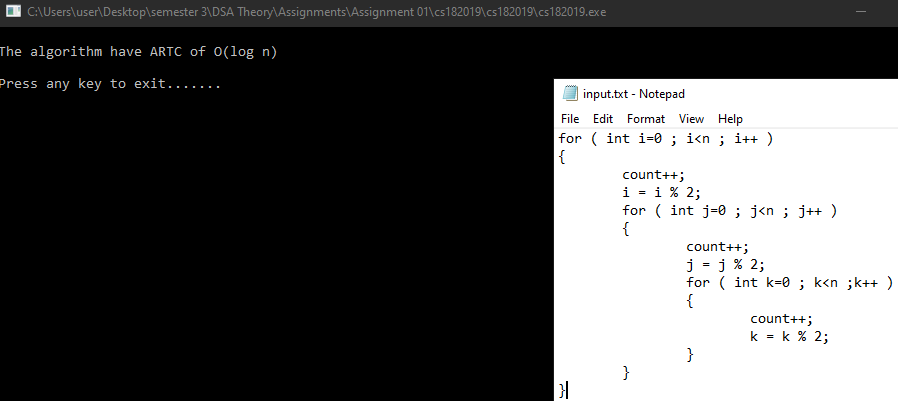 C:\Users\user\Desktop\semester 3\DSA Theory\Assignments\Assignment 01\cs182019\cs182019\cs182019.exe
The algorithm have ARTC of O(log n)
Press any key to exit.......
input.txt - Notepad
File Edit Format View Help
for ( int i=0 ; i<n ; i++ )
{
count++;
i = i % 2;
for ( int j=0 ; j<n ; j++ )
{
count++;
j = j % 2;
for ( int k=0 ; k<n ;k++ )
{
count++;
k = k % 2;
}
}
}